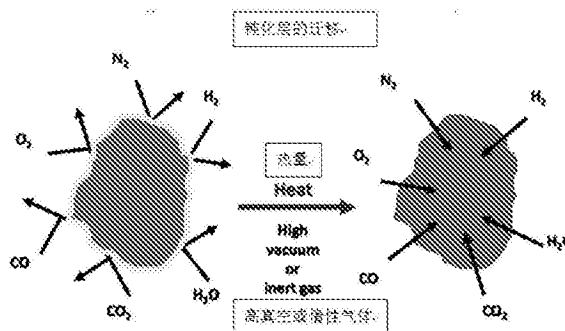 钝化层的迁移
N₂
H₂
O₂
CO
CO₂
H₂O
热量
Heat
High
vacuum
or
inert gas
高真空或惰性气体
N₂
H₂
O₂
H₂O
CO
CO₂